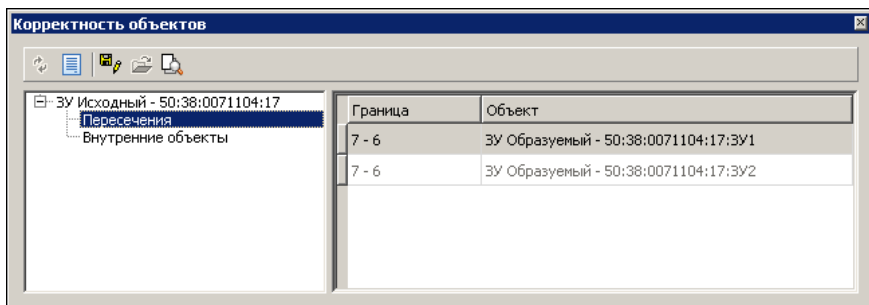 Корректность объектов
ЗУ Исходный - 50:38:0071104:17
Пересечения
Внутренние объекты
Граница Объект
7 - 6 ЗУ Образуемый - 50:38:0071104:17:ЗУ1
7 - 6 ЗУ Образуемый - 50:38:0071104:17:ЗУ2